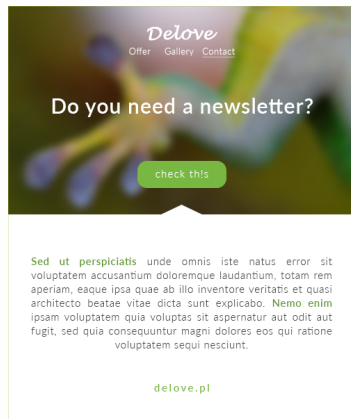 Delove
Offer Gallery Contact
Do you need a newsletter?
check th!s
Sed ut perspiciatis unde omnis iste natus error sit
voluptatem accusantium doloremque laudantium, totam rem
aperiam, eaque ipsa quae ab illo inventore veritatis et quasi
architecto beatae vitae dicta sunt explicabo. Nemo enim
ipsam voluptatem quia voluptas sit aspernatur aut odit aut
fugit, sed quia consequuntur magni dolores eos qui ratione
voluptatem sequi nesciunt.
delove.pl